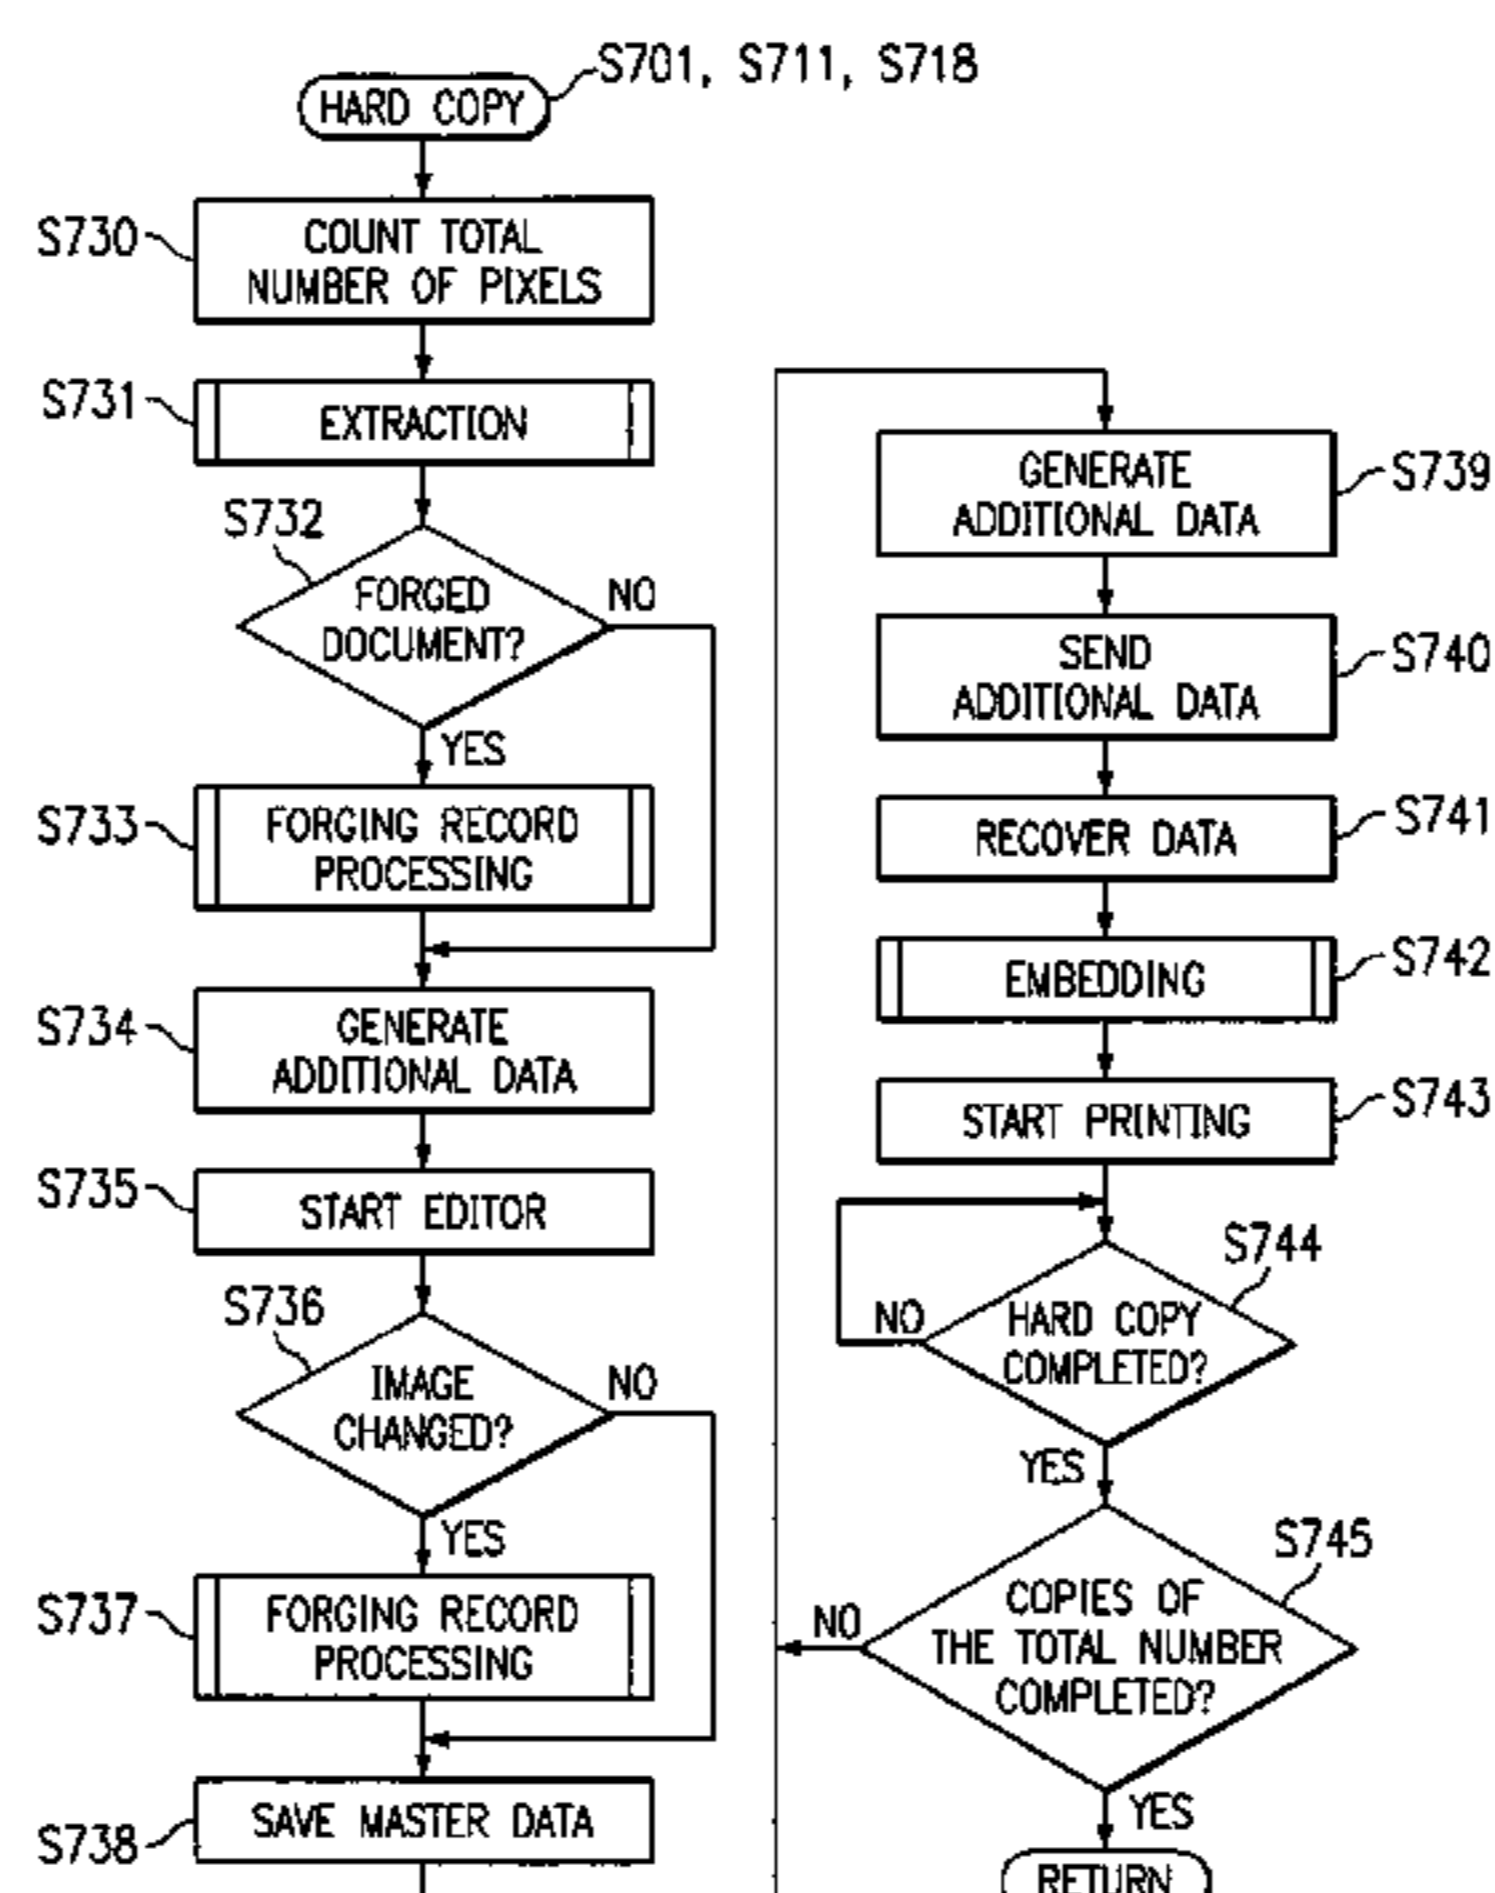 S701, S711, S718
HARD COPY
S730
COUNT TOTAL
NUMBER OF PIXELS
S731
EXTRACTION
S732
FORGED
DOCUMENT?
NO
YES
S733
FORGING RECORD
PROCESSING
S734
GENERATE
ADDITIONAL DATA
S735
START EDITOR
S736
IMAGE
CHANGED?
NO
YES
S737
FORGING RECORD
PROCESSING
S738
SAVE MASTER DATA
GENERATE
ADDITIONAL DATA
S739
SEND
ADDITIONAL DATA
S740
RECOVER DATA
S741
EMBEDDING
S742
START PRINTING
S743
S744
HARD COPY
COMPLETED?
NO
YES
S745
COPIES OF
THE TOTAL NUMBER
COMPLETED?
NO
YES
RETURN